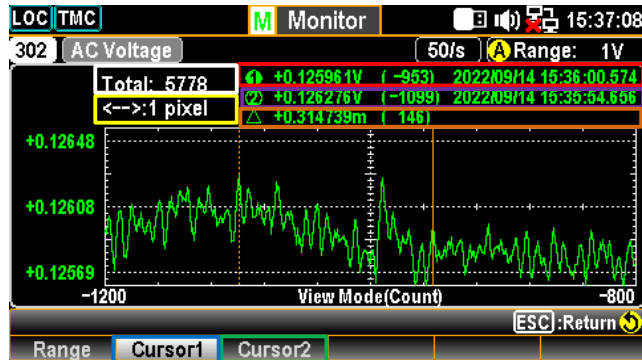 LOC TMC M Monitor 15:37:08
302 AC Voltage 50/s A Range: 1V
Total: 5778
<-->:1 pixel
1 +0.125961V ( -953) 2022/09/14 15:36:00.574
2 +0.126276V ( -1099) 2022/09/14 15:35:54.656
△ +0.314739m ( 146)
+0.12648
+0.12608
+0.12569
-1200 View Mode(Count) -800
ESC :Return
Range Cursor1 Cursor2